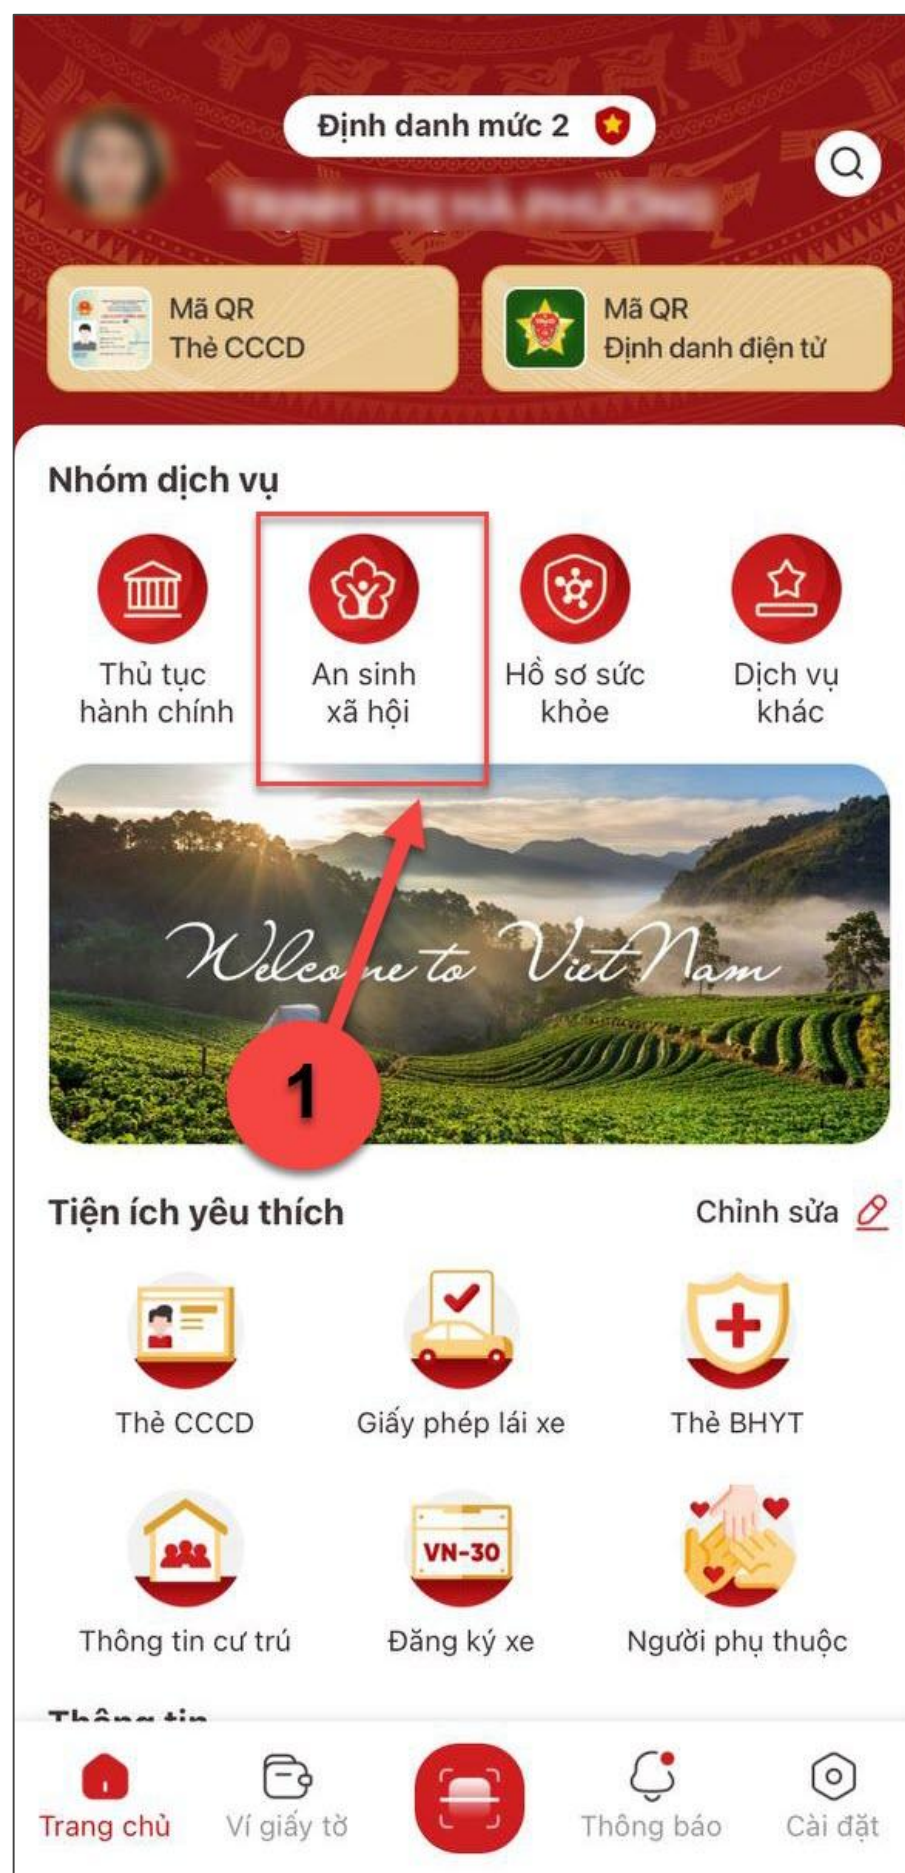 Định danh mức 2
Mã QR
Thẻ CCCD
Mã QR
Định danh điện tử
Nhóm dịch vụ
Thủ tục
hành chính
An sinh
xã hội
Hồ sơ sức
khỏe
Dịch vụ
khác
Welcome to VietNam
1
Tiện ích yêu thích
Chỉnh sửa
Thẻ CCCD
Giấy phép lái xe
Thẻ BHYT
VN-30
Thông tin cư trú
Đăng ký xe
Người phụ thuộc
Thông tin
Trang chủ
Ví giấy tờ
Thông báo
Cài đặt